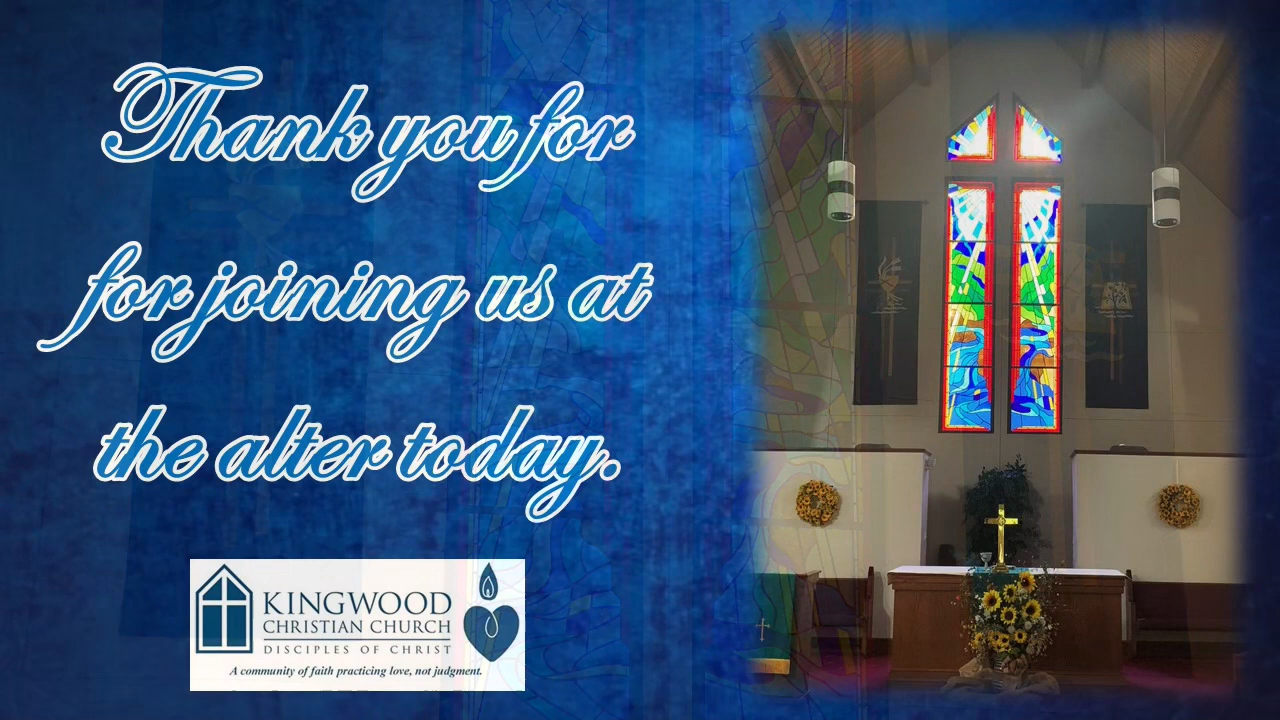 Thank you for
for joining us at
the alter today.
KINGWOOD
CHRISTIAN CHURCH
DISCIPLES OF CHRIST
A community of faith practicing love, not judgment.